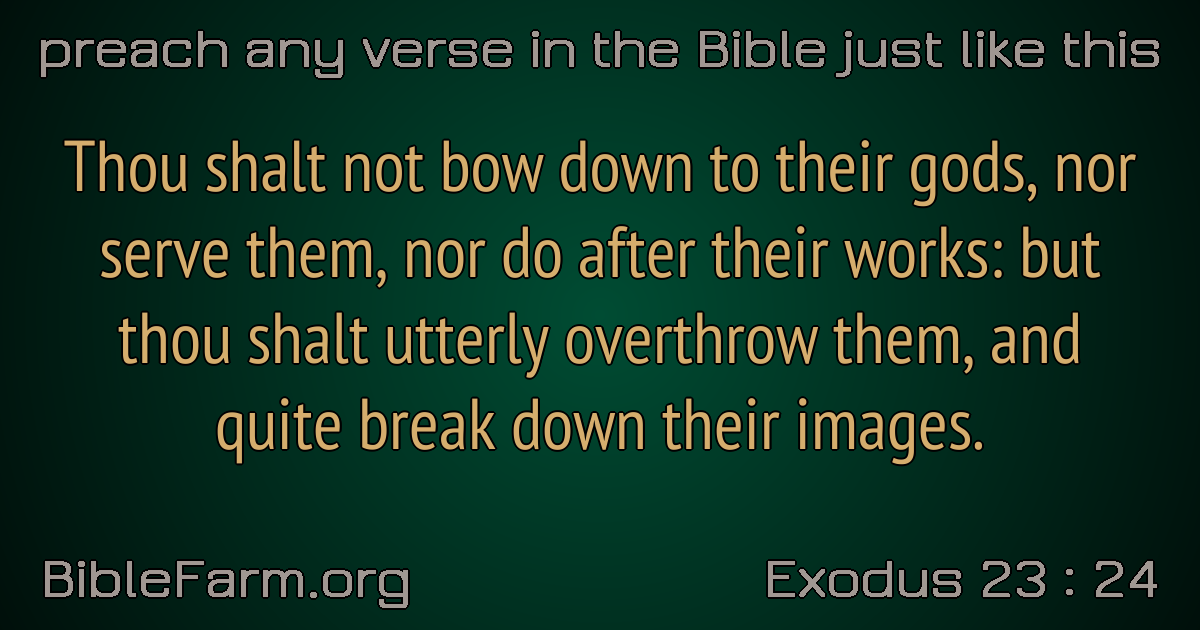 preach any verse in the Bible just like this
Thou shalt not bow down to their gods, nor
serve them, nor do after their works: but
thou shalt utterly overthrow them, and
quite break down their images.
BibleFarm.org
Exodus 23 : 24